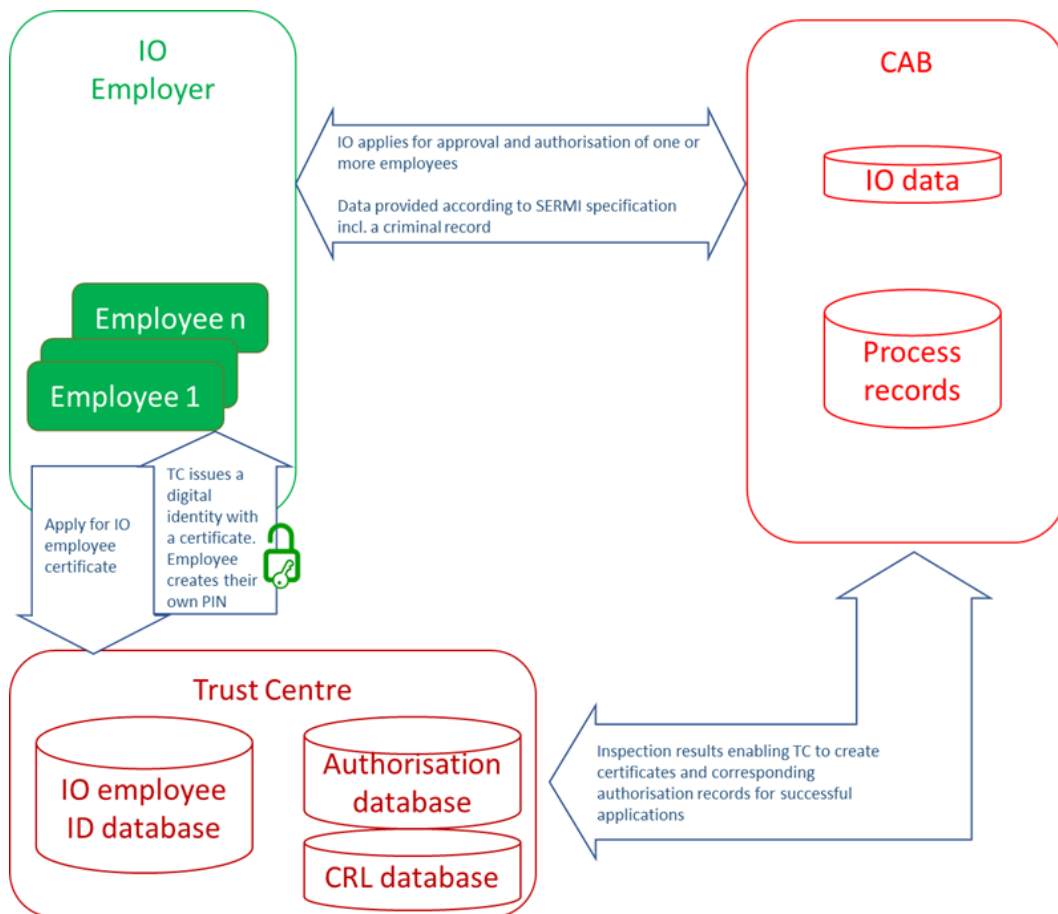 IO
Employer
CAB
IO applies for approval and authorisation of one or
more employees
Data provided according to SERMI specification
incl. a criminal record
IO data
Process
records
Employee n
Employee 1
Apply for IO
employee
certificate
TC issues a
digital
identity with
a certificate.
Employee
creates their
own PIN
Trust Centre
IO employee
ID database
Authorisation
database
CRL database
Inspection results enabling TC to create
certificates and corresponding
authorisation records for successful
applications